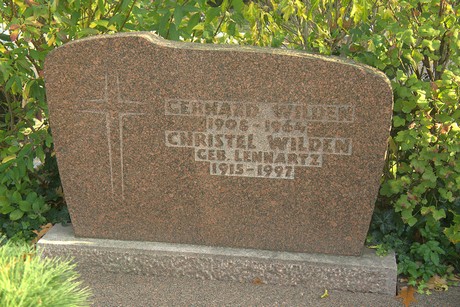 GERHARD WILDEN
1908-1964
CHRISTEL WILDEN
GEB. LENNARTZ
1915-1997